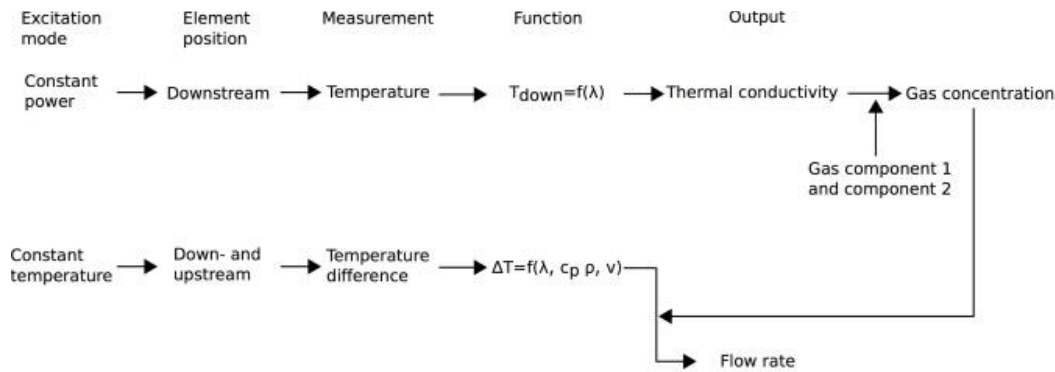 Excitation mode
Element position
Measurement
Function
Output
Constant power
Downstream
Temperature
Tdown=f(λ)
Thermal conductivity
Gas concentration
Gas component 1
and component 2
Constant temperature
Down- and upstream
Temperature difference
ΔT=f(λ, cp ρ, v)
Flow rate